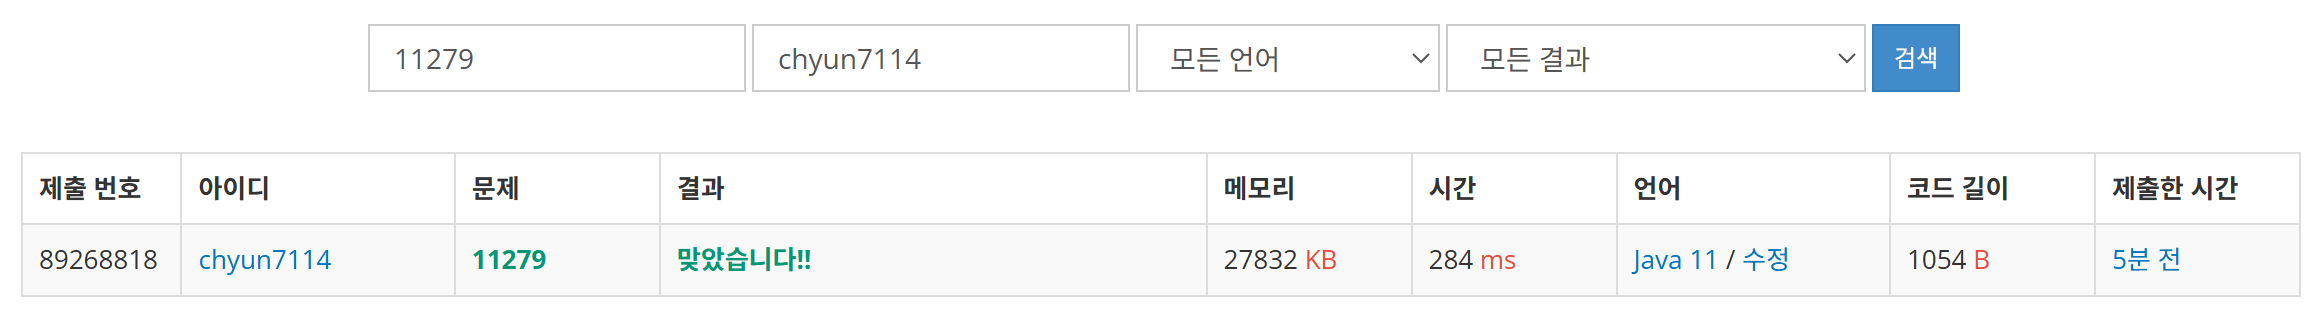 11279 chyun7114 모든 언어 모든 결과 검색
제출 번호 아이디 문제 결과 메모리 시간 언어 코드 길이 제출한 시간
89268818 chyun7114 11279 맞았습니다!! 27832 KB 284 ms Java 11 / 수정 1054 B 5분 전